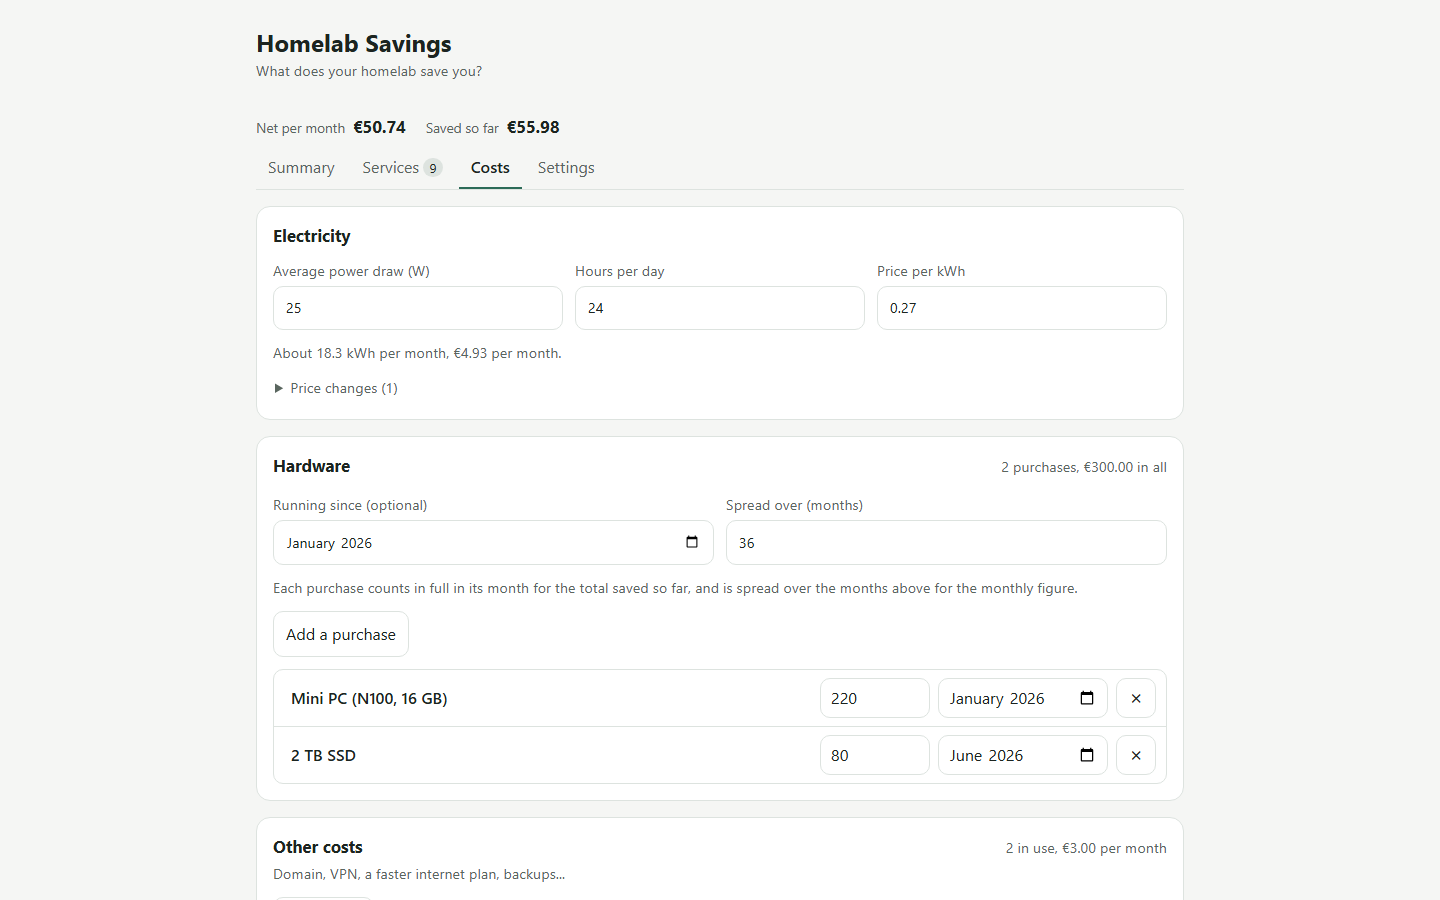 Homelab Savings
What does your homelab save you?
Net per month €50.74 Saved so far €55.98
Summary Services 9 Costs Settings
Electricity
Average power draw (W) Hours per day Price per kWh
25 24 0.27
About 18.3 kWh per month, €4.93 per month.
Price changes (1)
Hardware 2 purchases, €300.00 in all
Running since (optional) Spread over (months)
January 2026 36
Each purchase counts in full in its month for the total saved so far, and is spread over the months above for the monthly figure.
Add a purchase
Mini PC (N100, 16 GB) 220 January 2026 ×
2 TB SSD 80 June 2026 ×
Other costs 2 in use, €3.00 per month
Domain, VPN, a faster internet plan, backups...